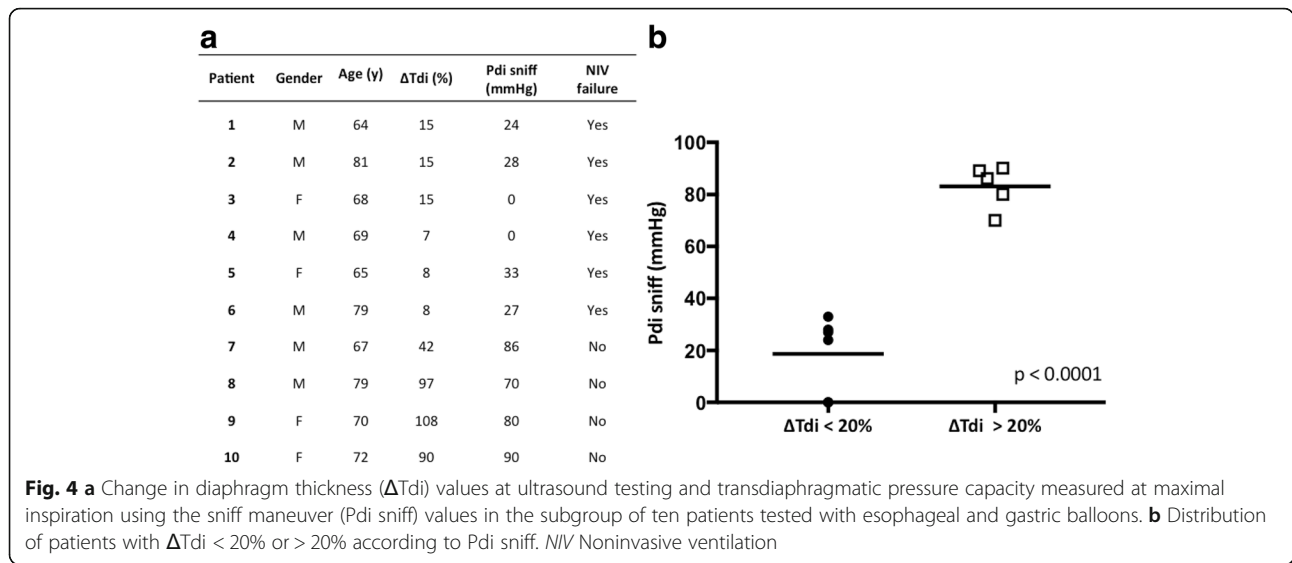 a
Patient Gender Age (y) ΔTdi (%) Pdi sniff (mmHg) NIV failure
1 M 64 15 24 Yes
2 M 81 15 28 Yes
3 F 68 15 0 Yes
4 M 69 7 0 Yes
5 F 65 8 33 Yes
6 M 79 8 27 Yes
7 M 67 42 86 No
8 M 79 97 70 No
9 F 70 108 80 No
10 F 72 90 90 No
b
Pdi sniff (mmHg)
100
80
60
40
20
0
p < 0.0001
ΔTdi < 20% ΔTdi > 20%
Fig. 4 a Change in diaphragm thickness (ΔTdi) values at ultrasound testing and transdiaphragmatic pressure capacity measured at maximal
inspiration using the sniff maneuver (Pdi sniff) values in the subgroup of ten patients tested with esophageal and gastric balloons. b Distribution
of patients with ΔTdi < 20% or > 20% according to Pdi sniff. NIV Noninvasive ventilation